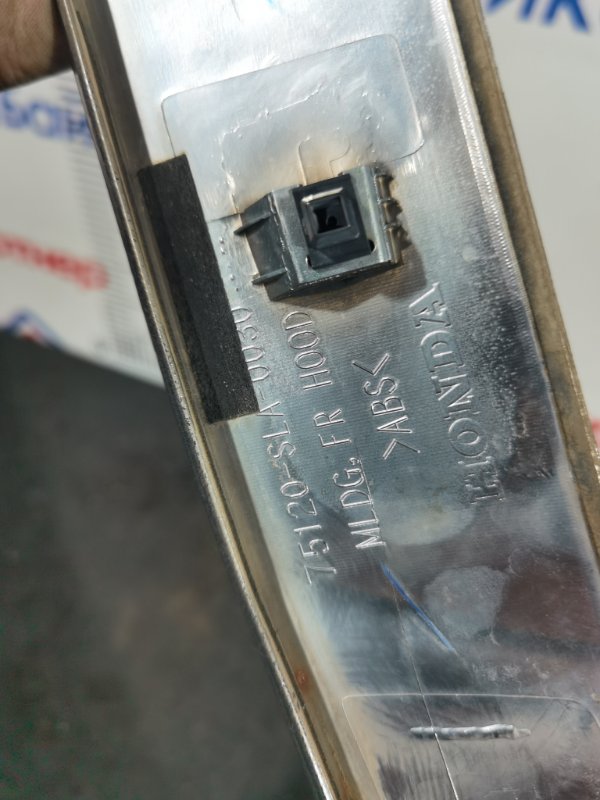 75120-SLA 0030
MLDG,FR HOOD
>ABS<
HONDA